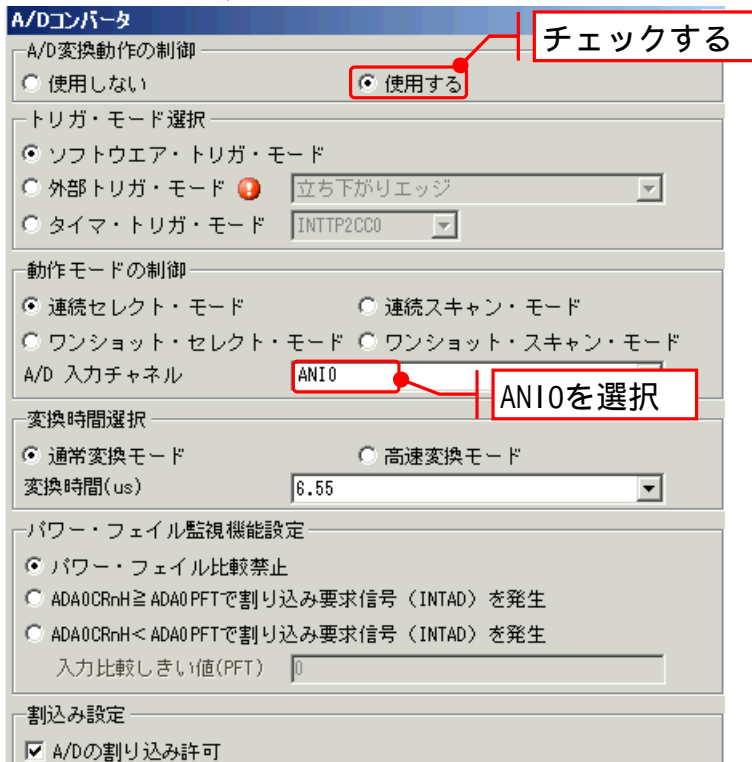 A/Dコンバータ
チェックする
A/D変換動作の制御
使用しない 使用する
トリガ・モード選択
ソフトウエア・トリガ・モード
外部トリガ・モード 立ち下がりエッジ
タイマ・トリガ・モード INTTP2CC0
動作モードの制御
連続セレクト・モード 連続スキャン・モード
ワンショット・セレクト・モード ワンショット・スキャン・モード
A/D 入力チャネル ANI0
ANI0を選択
変換時間選択
通常変換モード 高速変換モード
変換時間(us) 6.55
パワー・フェイル監視機能設定
パワー・フェイル比較禁止
ADA0CRnH≧ADA0PFTで割り込み要求信号（INTAD）を発生
ADA0CRnH<ADA0PFTで割り込み要求信号（INTAD）を発生
入力比較しきい値(PFT) 0
割込み設定
A/Dの割り込み許可